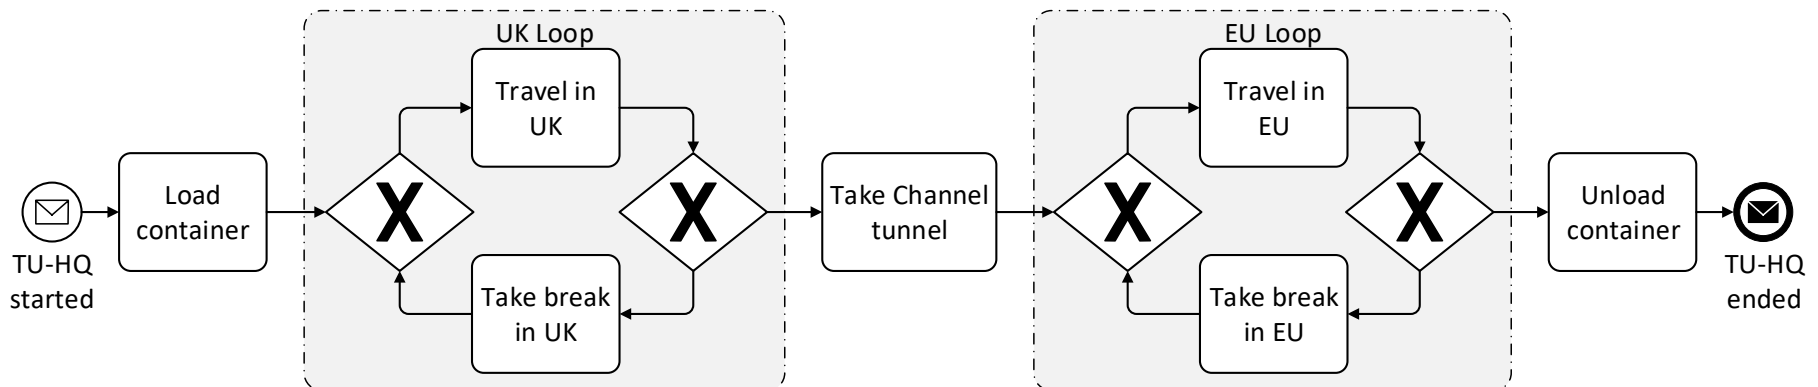 UK Loop
EU Loop
Travel in
UK
Travel in
EU
TU-HQ
started
Load
container
X
X
Take Channel
tunnel
X
X
Unload
container
TU-HQ
ended
Take break
in UK
Take break
in EU